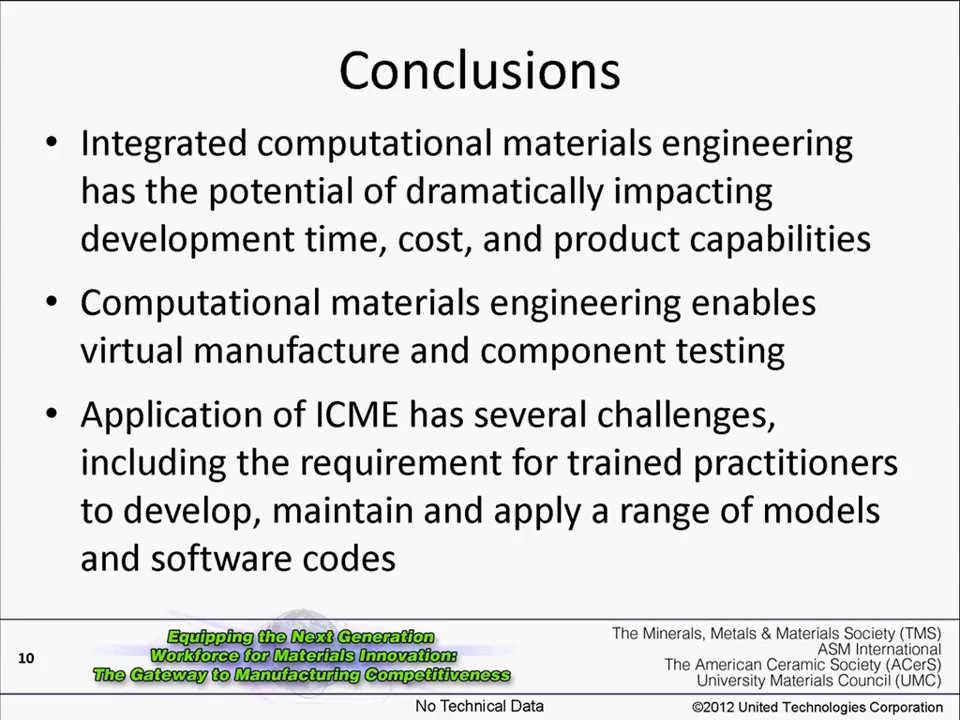 Conclusions
• Integrated computational materials engineering
has the potential of dramatically impacting
development time, cost, and product capabilities
• Computational materials engineering enables
virtual manufacture and component testing
• Application of ICME has several challenges,
including the requirement for trained practitioners
to develop, maintain and apply a range of models
and software codes
10
Equipping the Next Generation
Workforce for Materials Innovation:
The Gateway to Manufacturing Competitiveness
The Minerals, Metals & Materials Society (TMS)
ASM International
The American Ceramic Society (ACerS)
University Materials Council (UMC)
No Technical Data
©2012 United Technologies Corporation